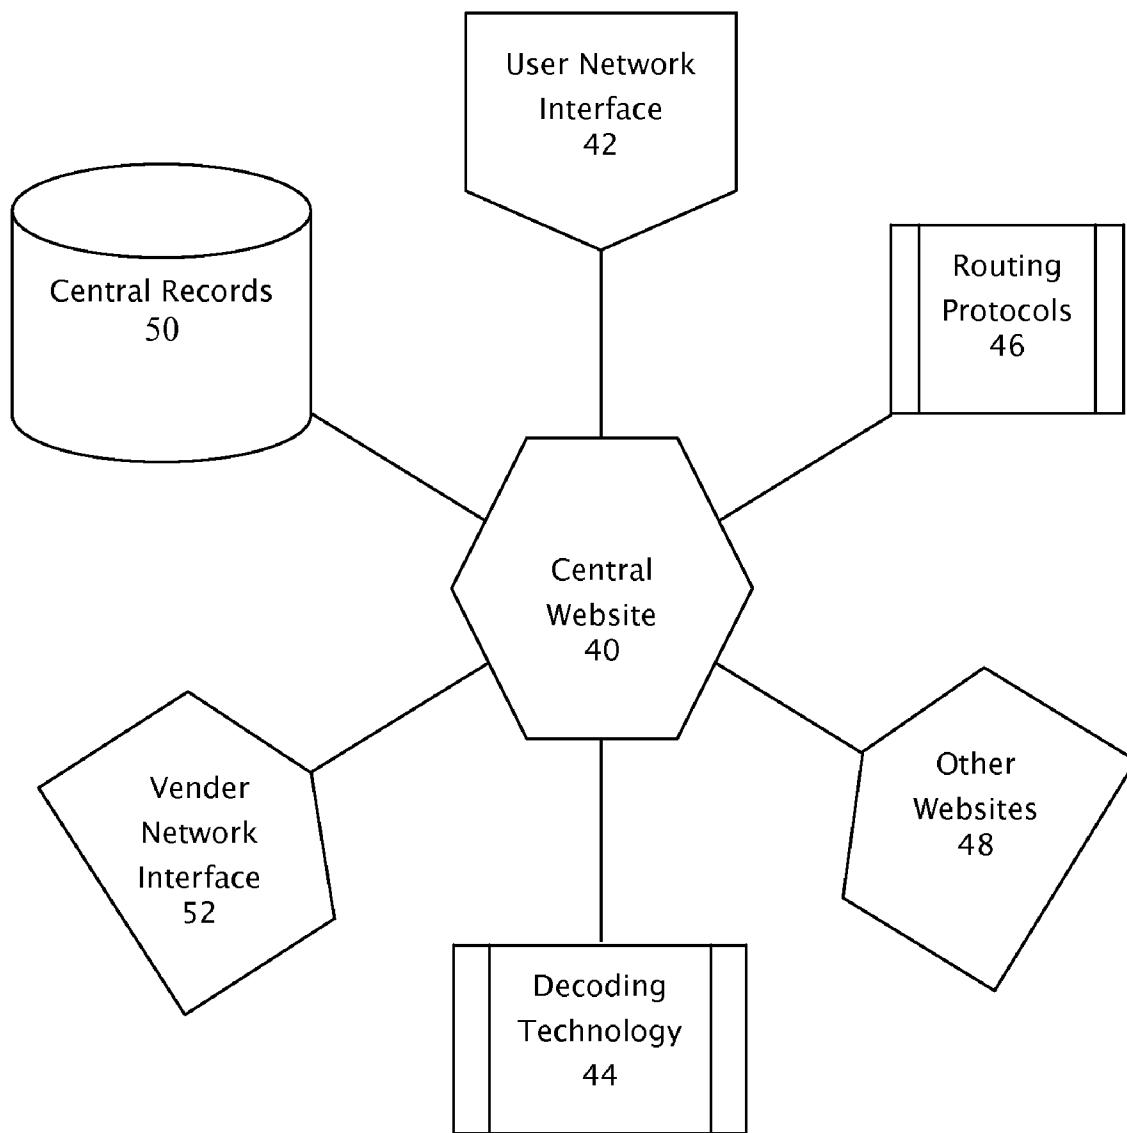 User Network
Interface
42
Central Records
50
Routing
Protocols
46
Central
Website
40
Vender
Network
Interface
52
Other
Websites
48
Decoding
Technology
44